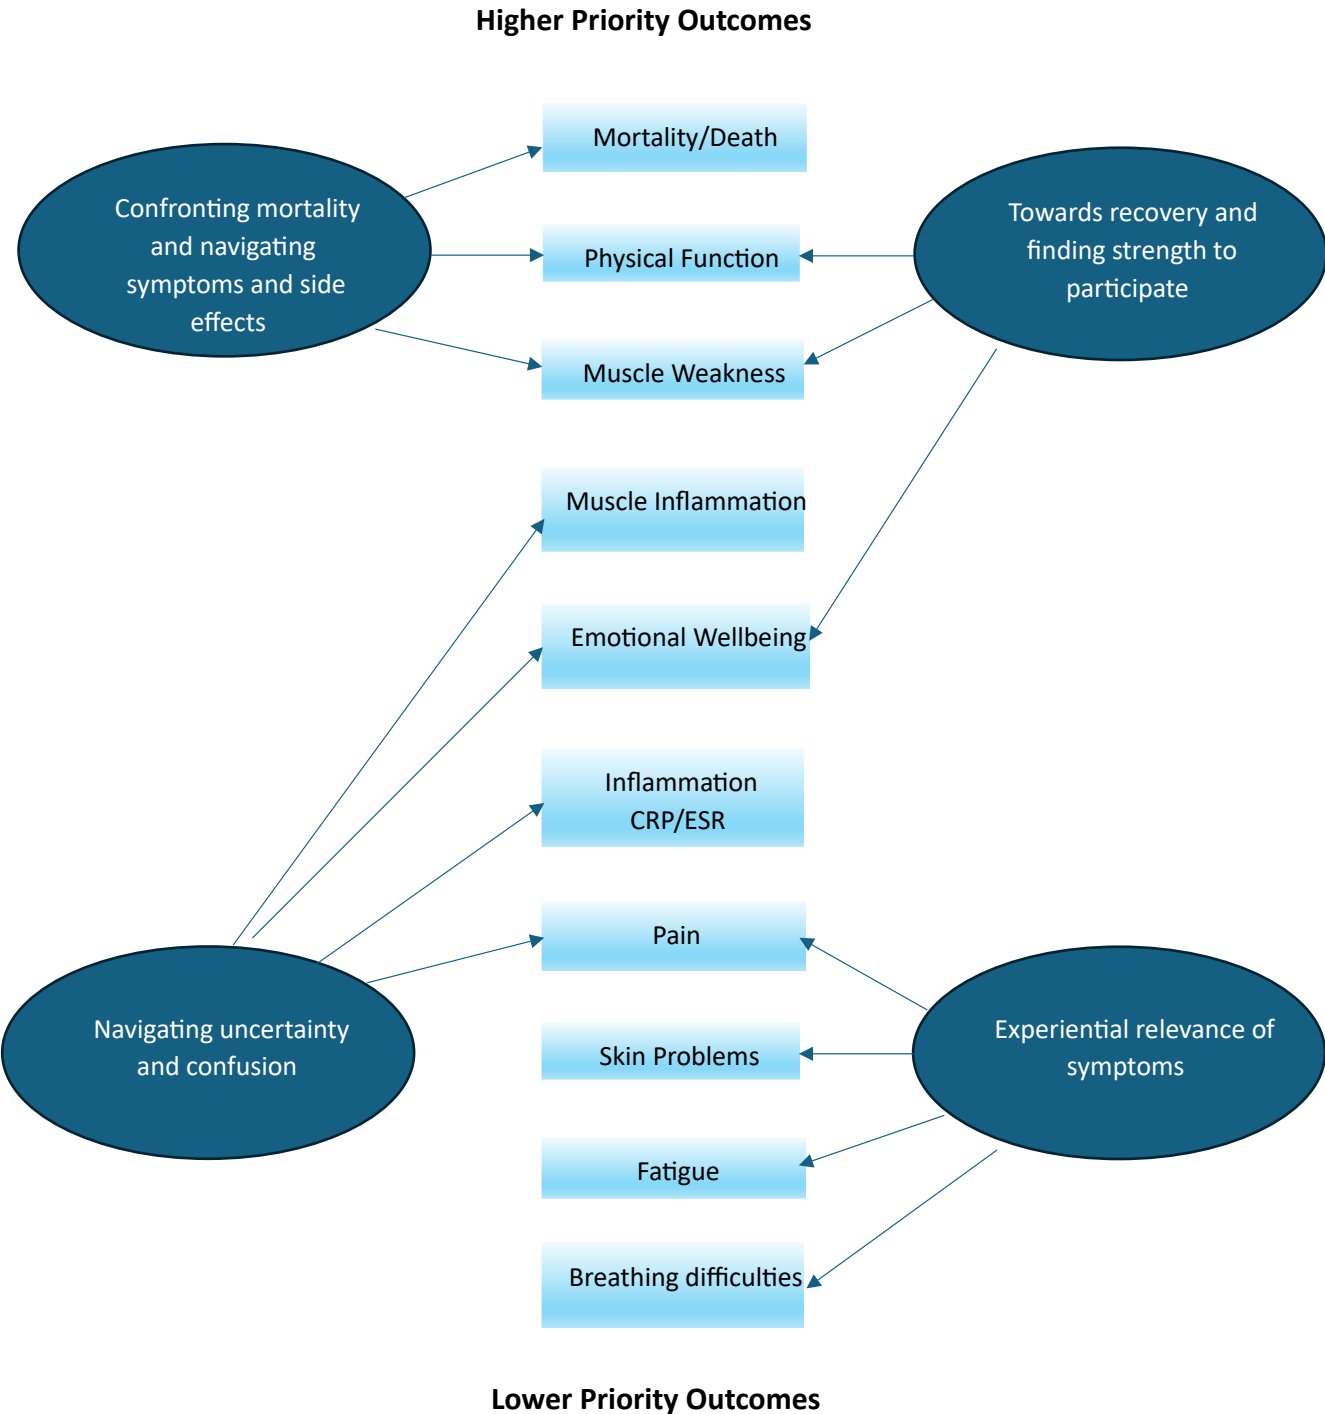 Higher Priority Outcomes
Mortality/Death
Confronting mortality
and navigating
symptoms and side
effects
Towards recovery and
finding strength to
participate
Physical Function
Muscle Weakness
Muscle Inflammation
Emotional Wellbeing
Inflammation
CRP/ESR
Pain
Navigating uncertainty
and confusion
Experiential relevance of
symptoms
Skin Problems
Fatigue
Breathing difficulties
Lower Priority Outcomes